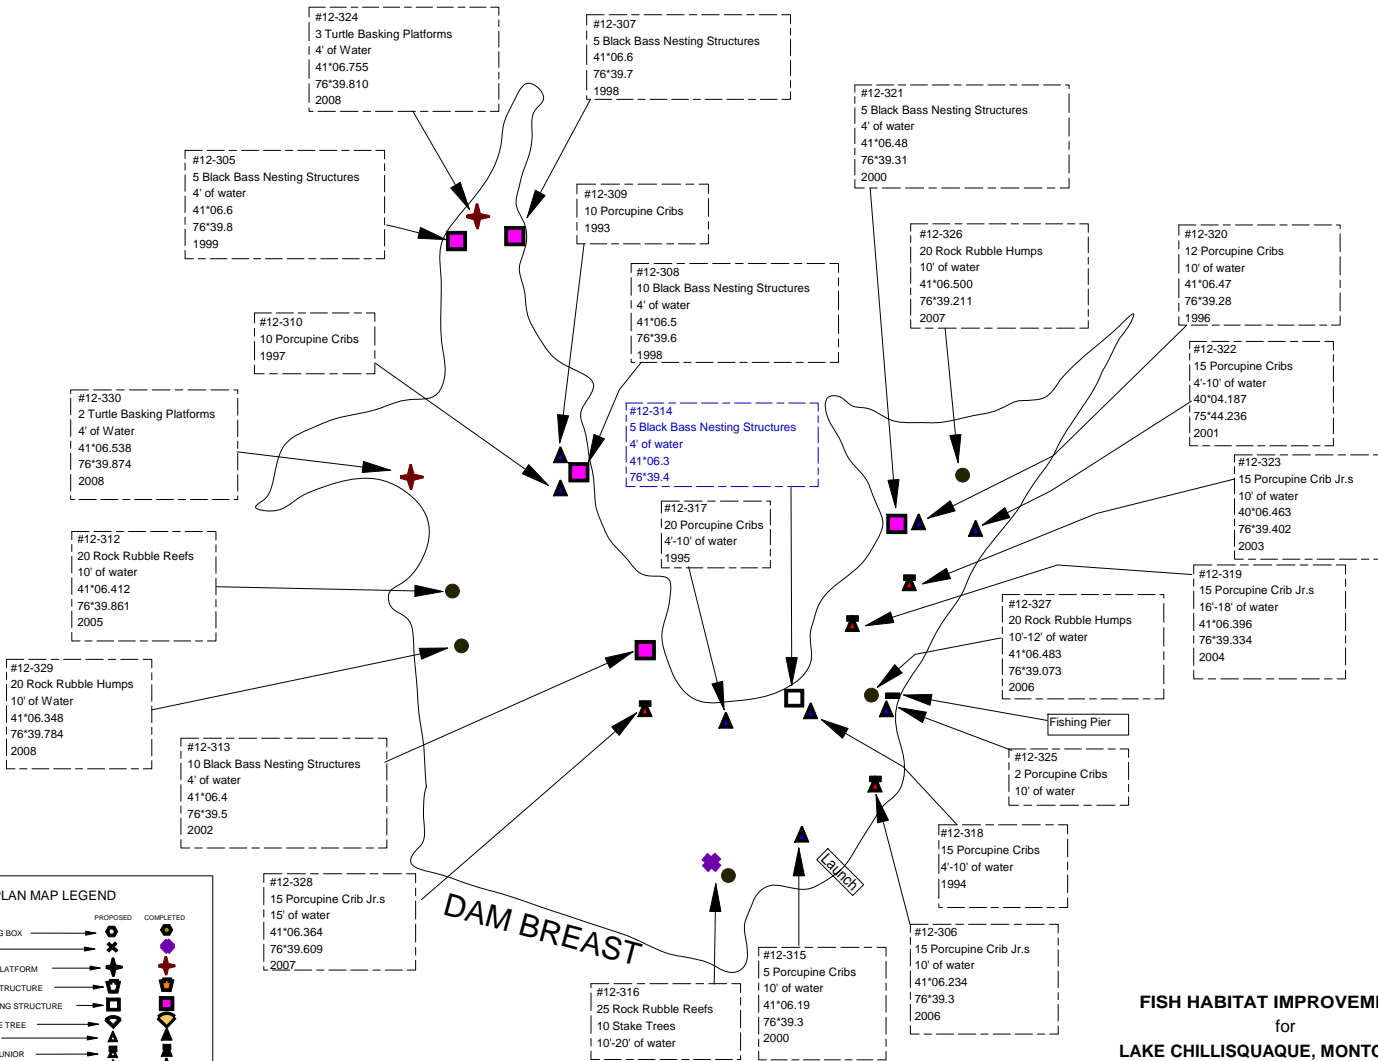 #12-324
3 Turtle Basking Platforms
4' of Water
41*06.755
76*39.810
2008
#12-307
5 Black Bass Nesting Structures
41*06.6
76*39.7
1998
#12-321
5 Black Bass Nesting Structures
4' of water
41*06.48
76*39.31
2000
#12-305
5 Black Bass Nesting Structures
4' of water
41*06.6
76*39.8
1999
#12-309
10 Porcupine Cribs
1993
#12-326
20 Rock Rubble Humps
10' of water
41*06.500
76*39.211
2007
#12-320
12 Porcupine Cribs
10' of water
41*06.47
76*39.28
1996
#12-308
10 Black Bass Nesting Structures
4' of water
41*06.5
76*39.6
1998
#12-310
10 Porcupine Cribs
1997
#12-322
15 Porcupine Cribs
4'-10' of water
40*04.187
75*44.236
2001
#12-330
2 Turtle Basking Platforms
4' of Water
41*06.538
76*39.874
2008
#12-314
5 Black Bass Nesting Structures
4' of water
41*06.3
76*39.4
#12-323
15 Porcupine Crib Jr.s
10' of water
40*06.463
76*39.402
2003
#12-317
20 Porcupine Cribs
4'-10' of water
1995
#12-312
20 Rock Rubble Reefs
10' of water
41*06.412
76*39.861
2005
#12-319
15 Porcupine Crib Jr.s
16'-18' of water
41*06.396
76*39.334
2004
#12-327
20 Rock Rubble Humps
10'-12' of water
41*06.483
76*39.073
2006
#12-329
20 Rock Rubble Humps
10' of Water
41*06.348
76*39.784
2008
Fishing Pier
#12-313
10 Black Bass Nesting Structures
4' of water
41*06.4
76*39.5
2002
#12-325
2 Porcupine Cribs
10' of water
#12-318
15 Porcupine Cribs
4'-10' of water
1994
Launch
#12-328
15 Porcupine Crib Jr.s
15' of water
41*06.364
76*39.609
2007
DAM BREAST
#12-306
15 Porcupine Crib Jr.s
10' of water
41*06.234
76*39.3
2006
#12-315
5 Porcupine Cribs
10' of water
41*06.19
76*39.3
2000
#12-316
25 Rock Rubble Reefs
10 Stake Trees
10'-20' of water
PLAN MAP LEGEND
PROPOSED COMPLETED
G BOX
LATFORM
TRUCTURE
NG STRUCTURE
E TREE
UNIOR
FISH HABITAT IMPROVEME
for
LAKE CHILLISQUAQUE, MONTO